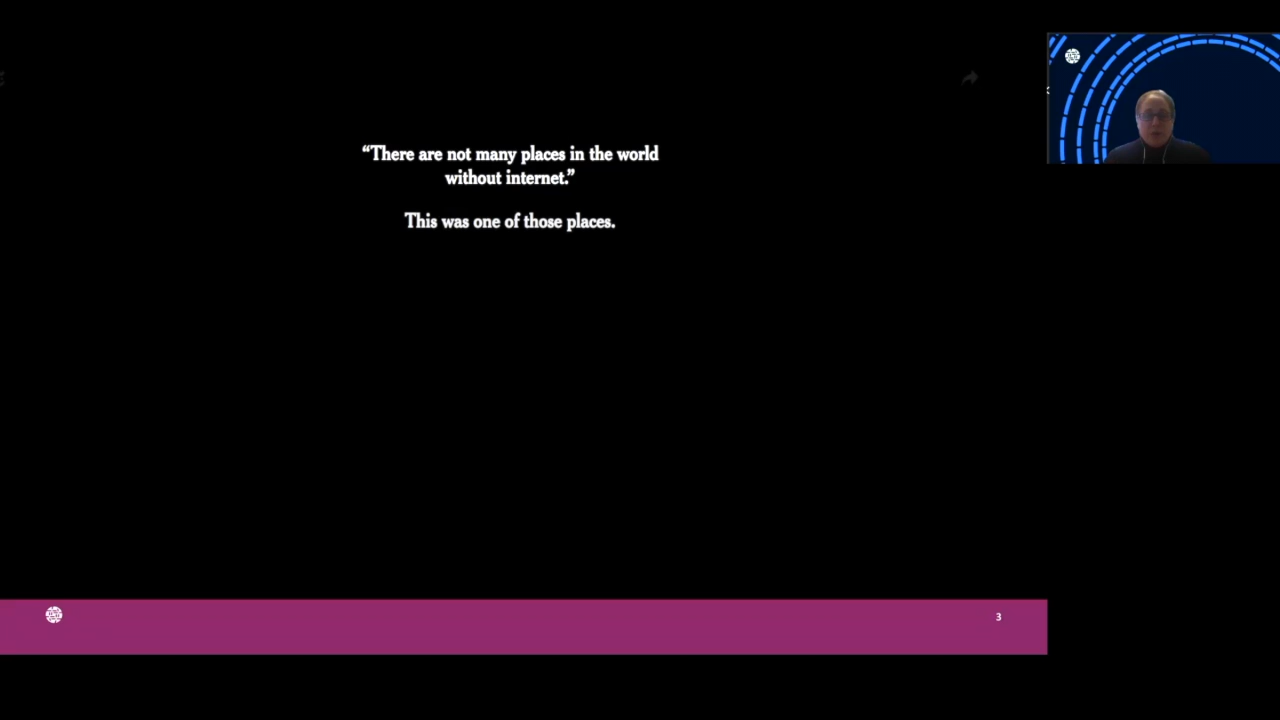 “There are not many places in the world
without internet.”
This was one of those places.
3